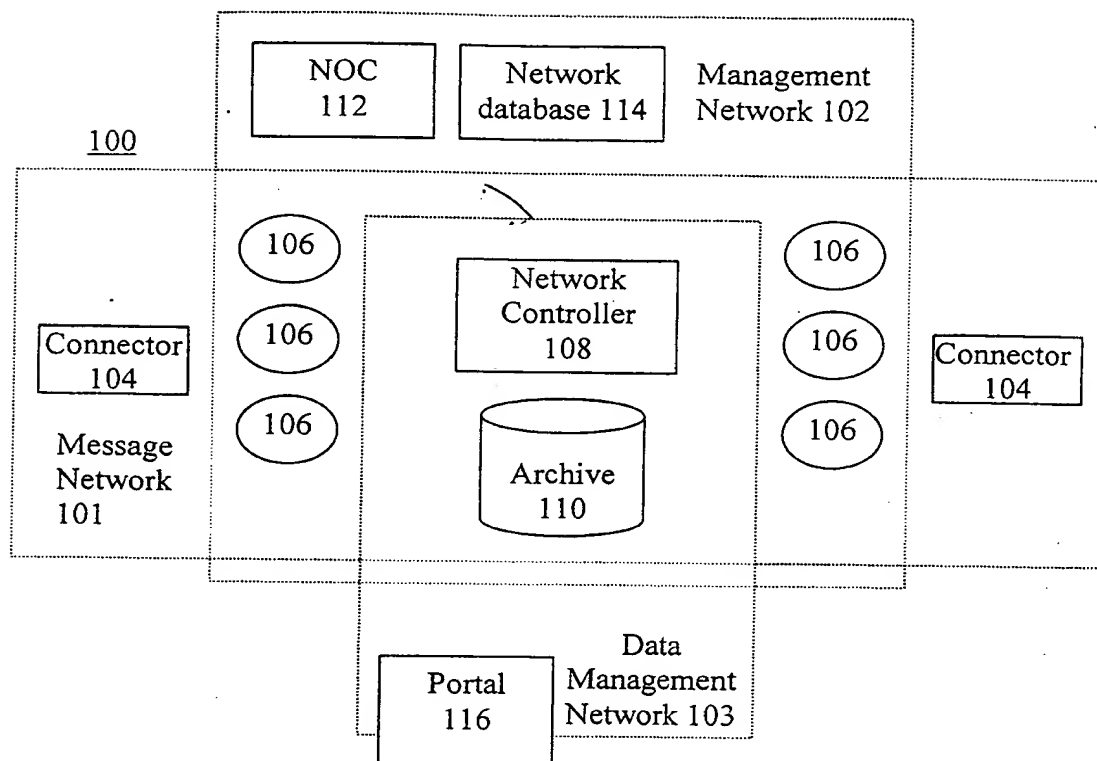 NOC
112
Network
database 114
Management
Network 102
100
106
106
106
Connector
104
Message
Network
101
Network
Controller
108
Archive
110
106
106
106
Connector
104
Portal
116
Data
Management
Network 103